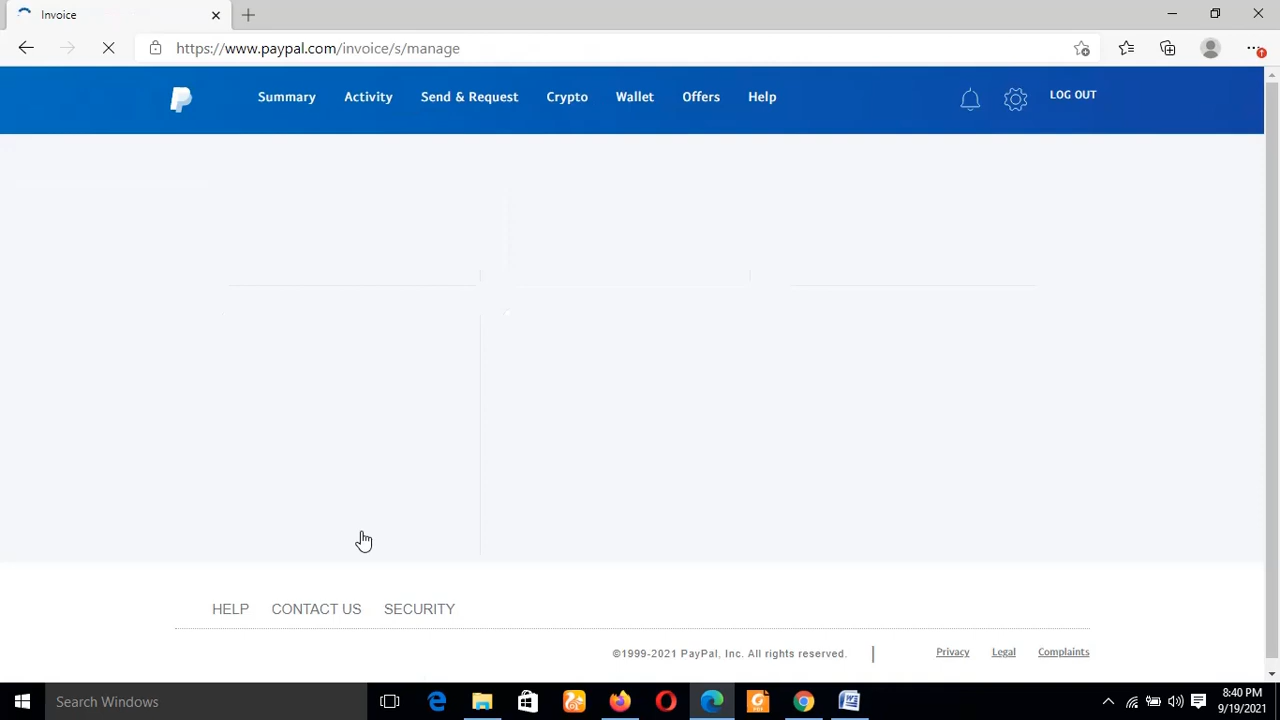 Invoice
https://www.paypal.com/invoice/s/manage
Summary Activity Send & Request Crypto Wallet Offers Help LOG OUT
HELP CONTACT US SECURITY
©1999-2021 PayPal, Inc. All rights reserved. | Privacy Legal Complaints
Search Windows
8:40 PM
9/19/2021